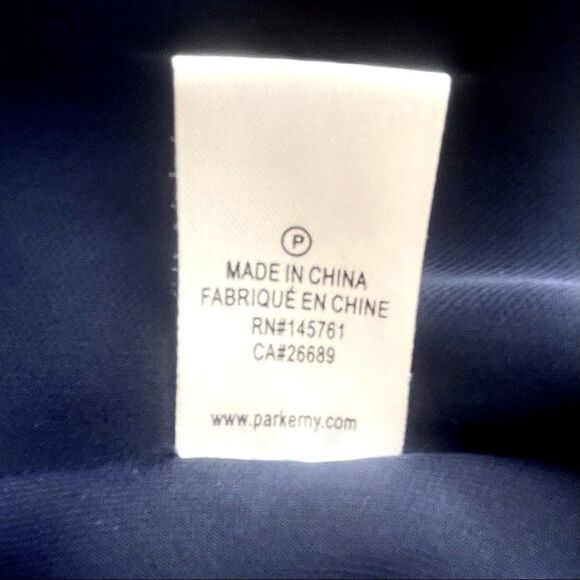 P
MADE IN CHINA
FABRIQUÉ EN CHINE
RN#145761
CA#26689
www.parkerny.com